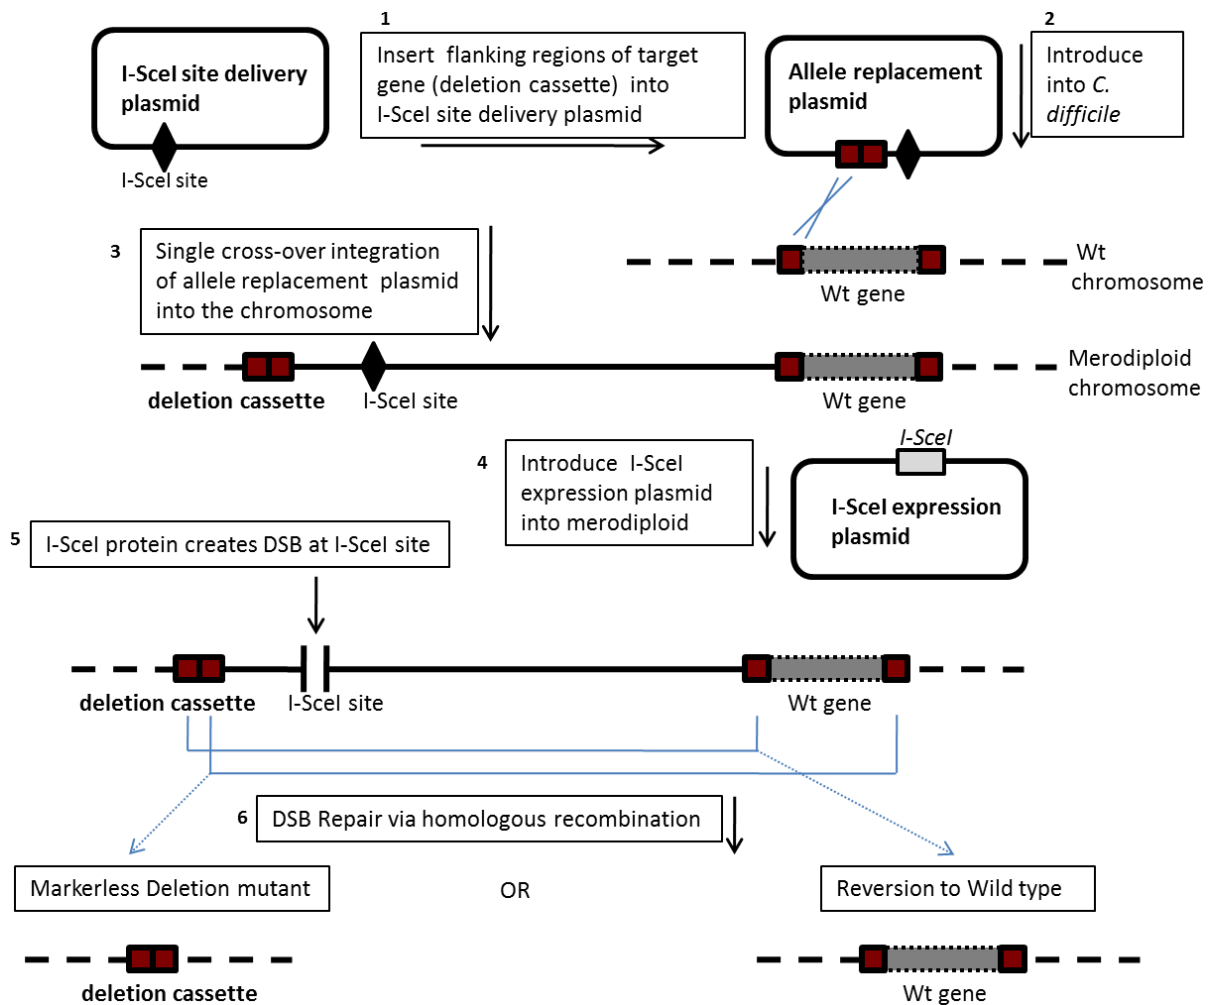 1
2
I-SceI site delivery
plasmid
I-SceI site
Insert flanking regions of target
gene (deletion cassette) into
I-SceI site delivery plasmid
Allele replacement
plasmid
Introduce
into C.
difficile
3
Single cross-over integration
of allele replacement plasmid
into the chromosome
Wt gene
Wt
chromosome
deletion cassette
I-SceI site
Wt gene
Merodiploid
chromosome
4
Introduce I-SceI
expression plasmid
into merodiploid
I-SceI
I-SceI expression
plasmid
5
I-SceI protein creates DSB at I-SceI site
deletion cassette
I-SceI site
Wt gene
6
DSB Repair via homologous recombination
Markerless Deletion mutant
OR
Reversion to Wild type
deletion cassette
Wt gene